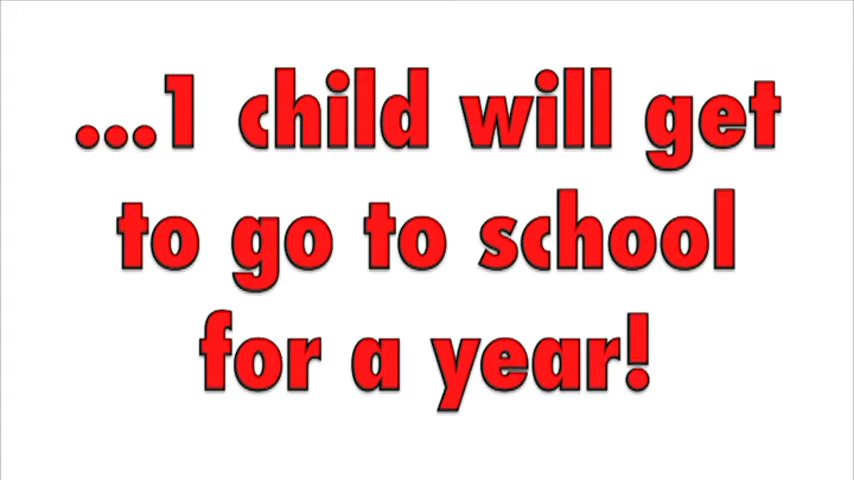 ...1 child will get
to go to school
for a year!